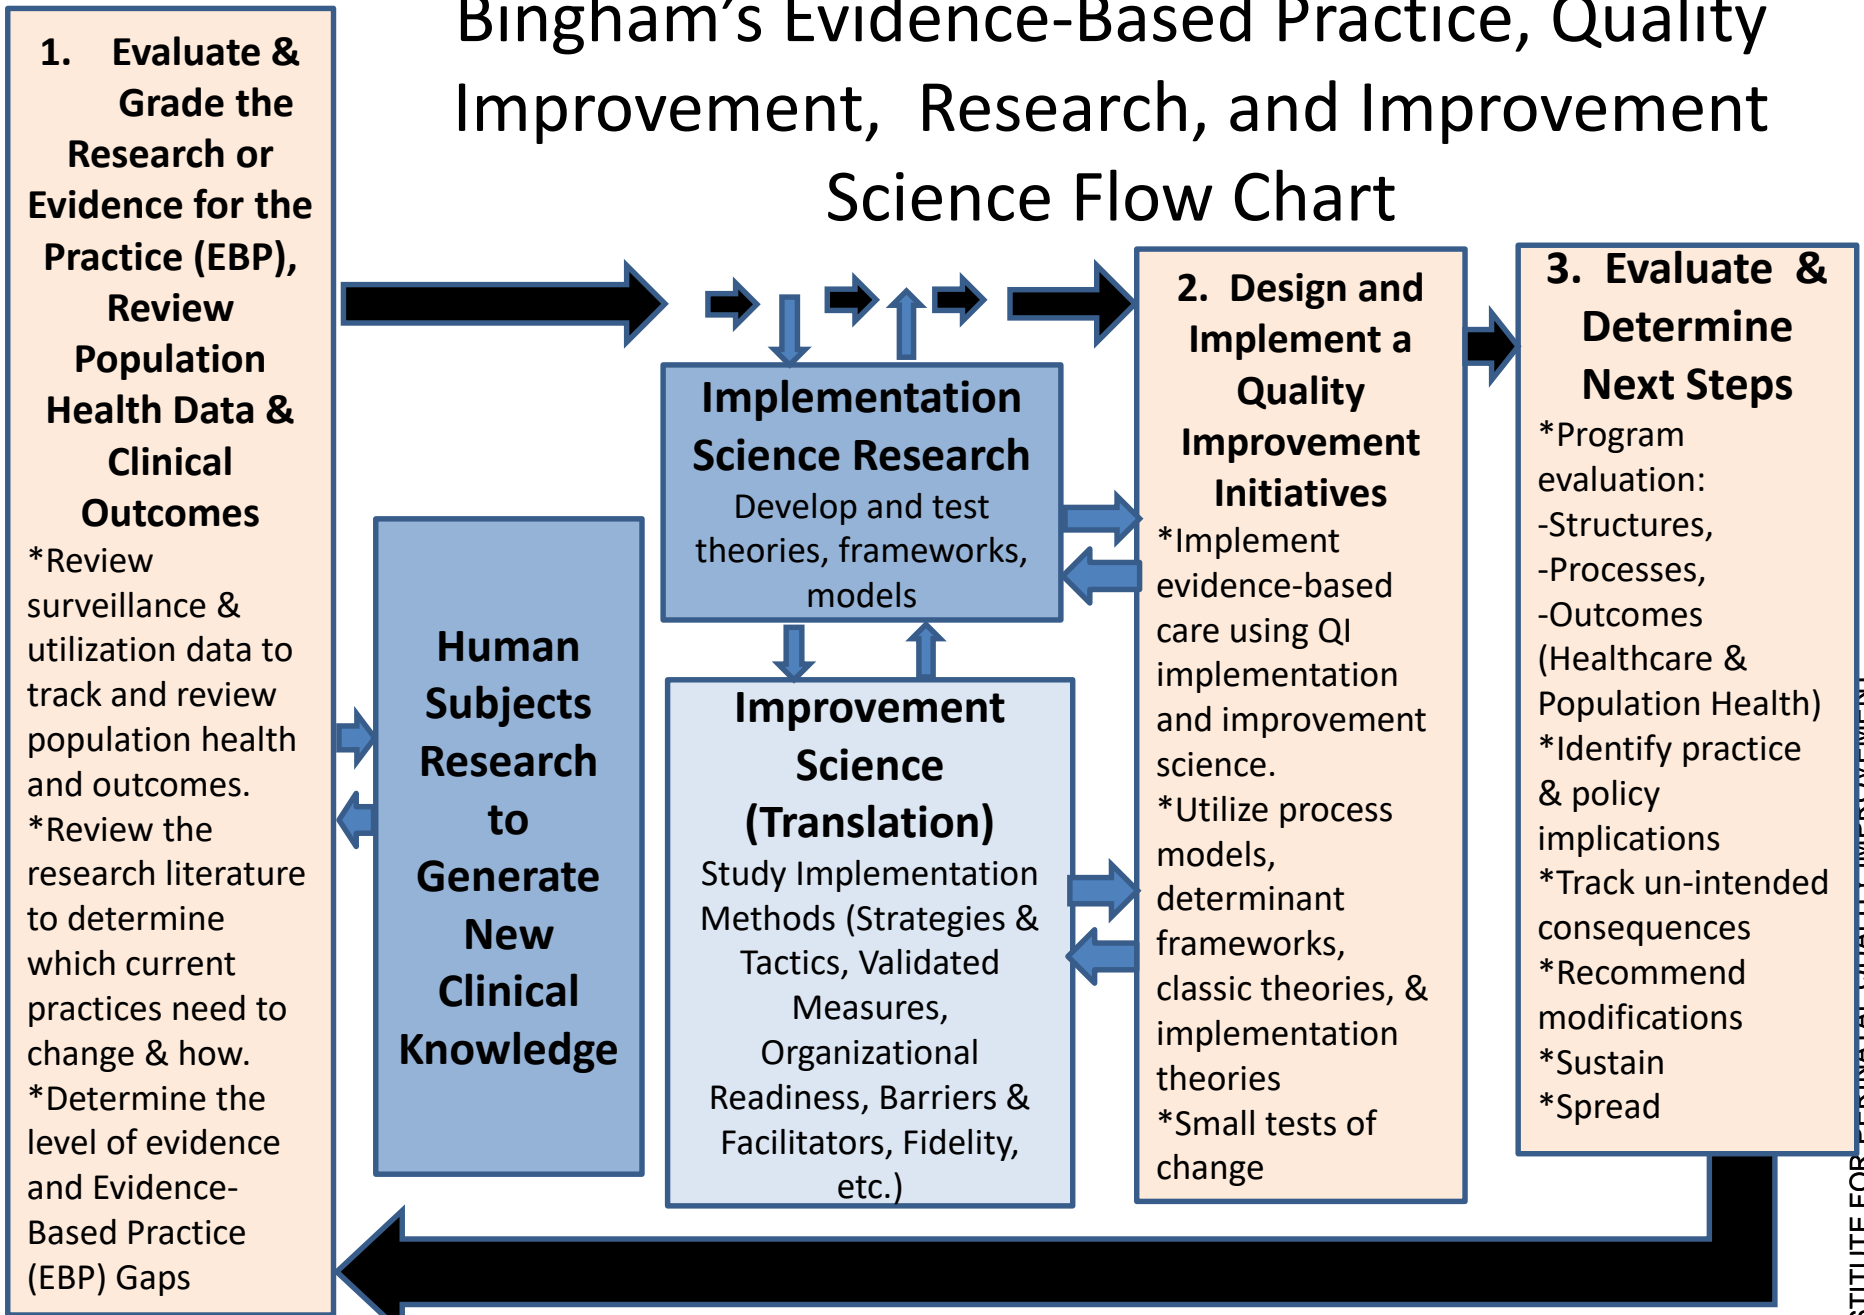 Bingham's Evidence-Based Practice, Quality
Improvement, Research, and Improvement
Science Flow Chart
1. Evaluate &
Grade the
Research or
Evidence for the
Practice (EBP),
Review
Population
Health Data &
Clinical
Outcomes
*Review
surveillance &
utilization data to
track and review
population health
and outcomes.
*Review the
research literature
to determine
which current
practices need to
change & how.
*Determine the
level of evidence
and Evidence-
Based Practice
(EBP) Gaps
Human
Subjects
Research
to
Generate
New
Clinical
Knowledge
Implementation
Science Research
Develop and test
theories, frameworks,
models
Improvement
Science
(Translation)
Study Implementation
Methods (Strategies &
Tactics, Validated
Measures,
Organizational
Readiness, Barriers &
Facilitators, Fidelity,
etc.)
2. Design and
Implement a
Quality
Improvement
Initiatives
*Implement
evidence-based
care using QI
implementation
and improvement
science.
*Utilize process
models,
determinant
frameworks,
classic theories, &
implementation
theories
*Small tests of
change
3. Evaluate &
Determine
Next Steps
*Program
evaluation:
-Structures,
-Processes,
-Outcomes
(Healthcare &
Population Health)
*Identify practice
& policy
implications
*Track un-intended
consequences
*Recommend
modifications
*Sustain
*Spread